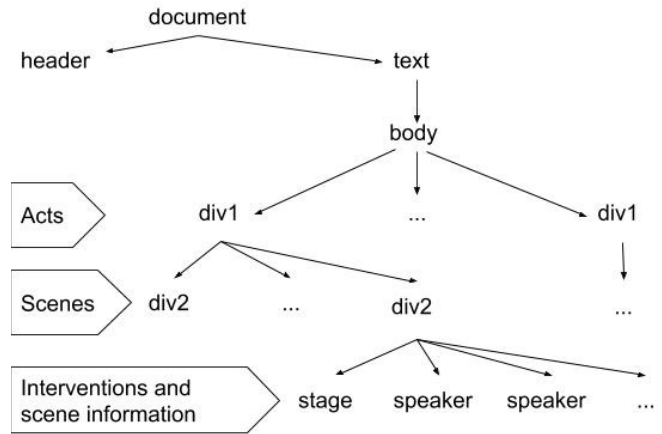 document
header
text
body
Acts
div1
...
div1
Scenes
div2
...
div2
...
Interventions and
scene information
stage
speaker
speaker
...